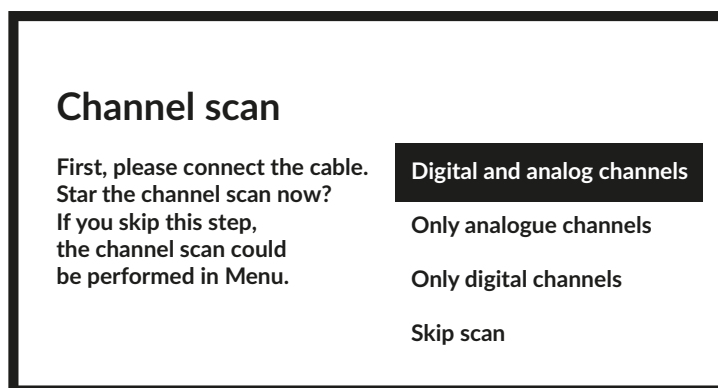 Channel scan
First, please connect the cable.
Star the channel scan now?
If you skip this step,
the channel scan could
be performed in Menu.
Digital and analog channels
Only analogue channels
Only digital channels
Skip scan